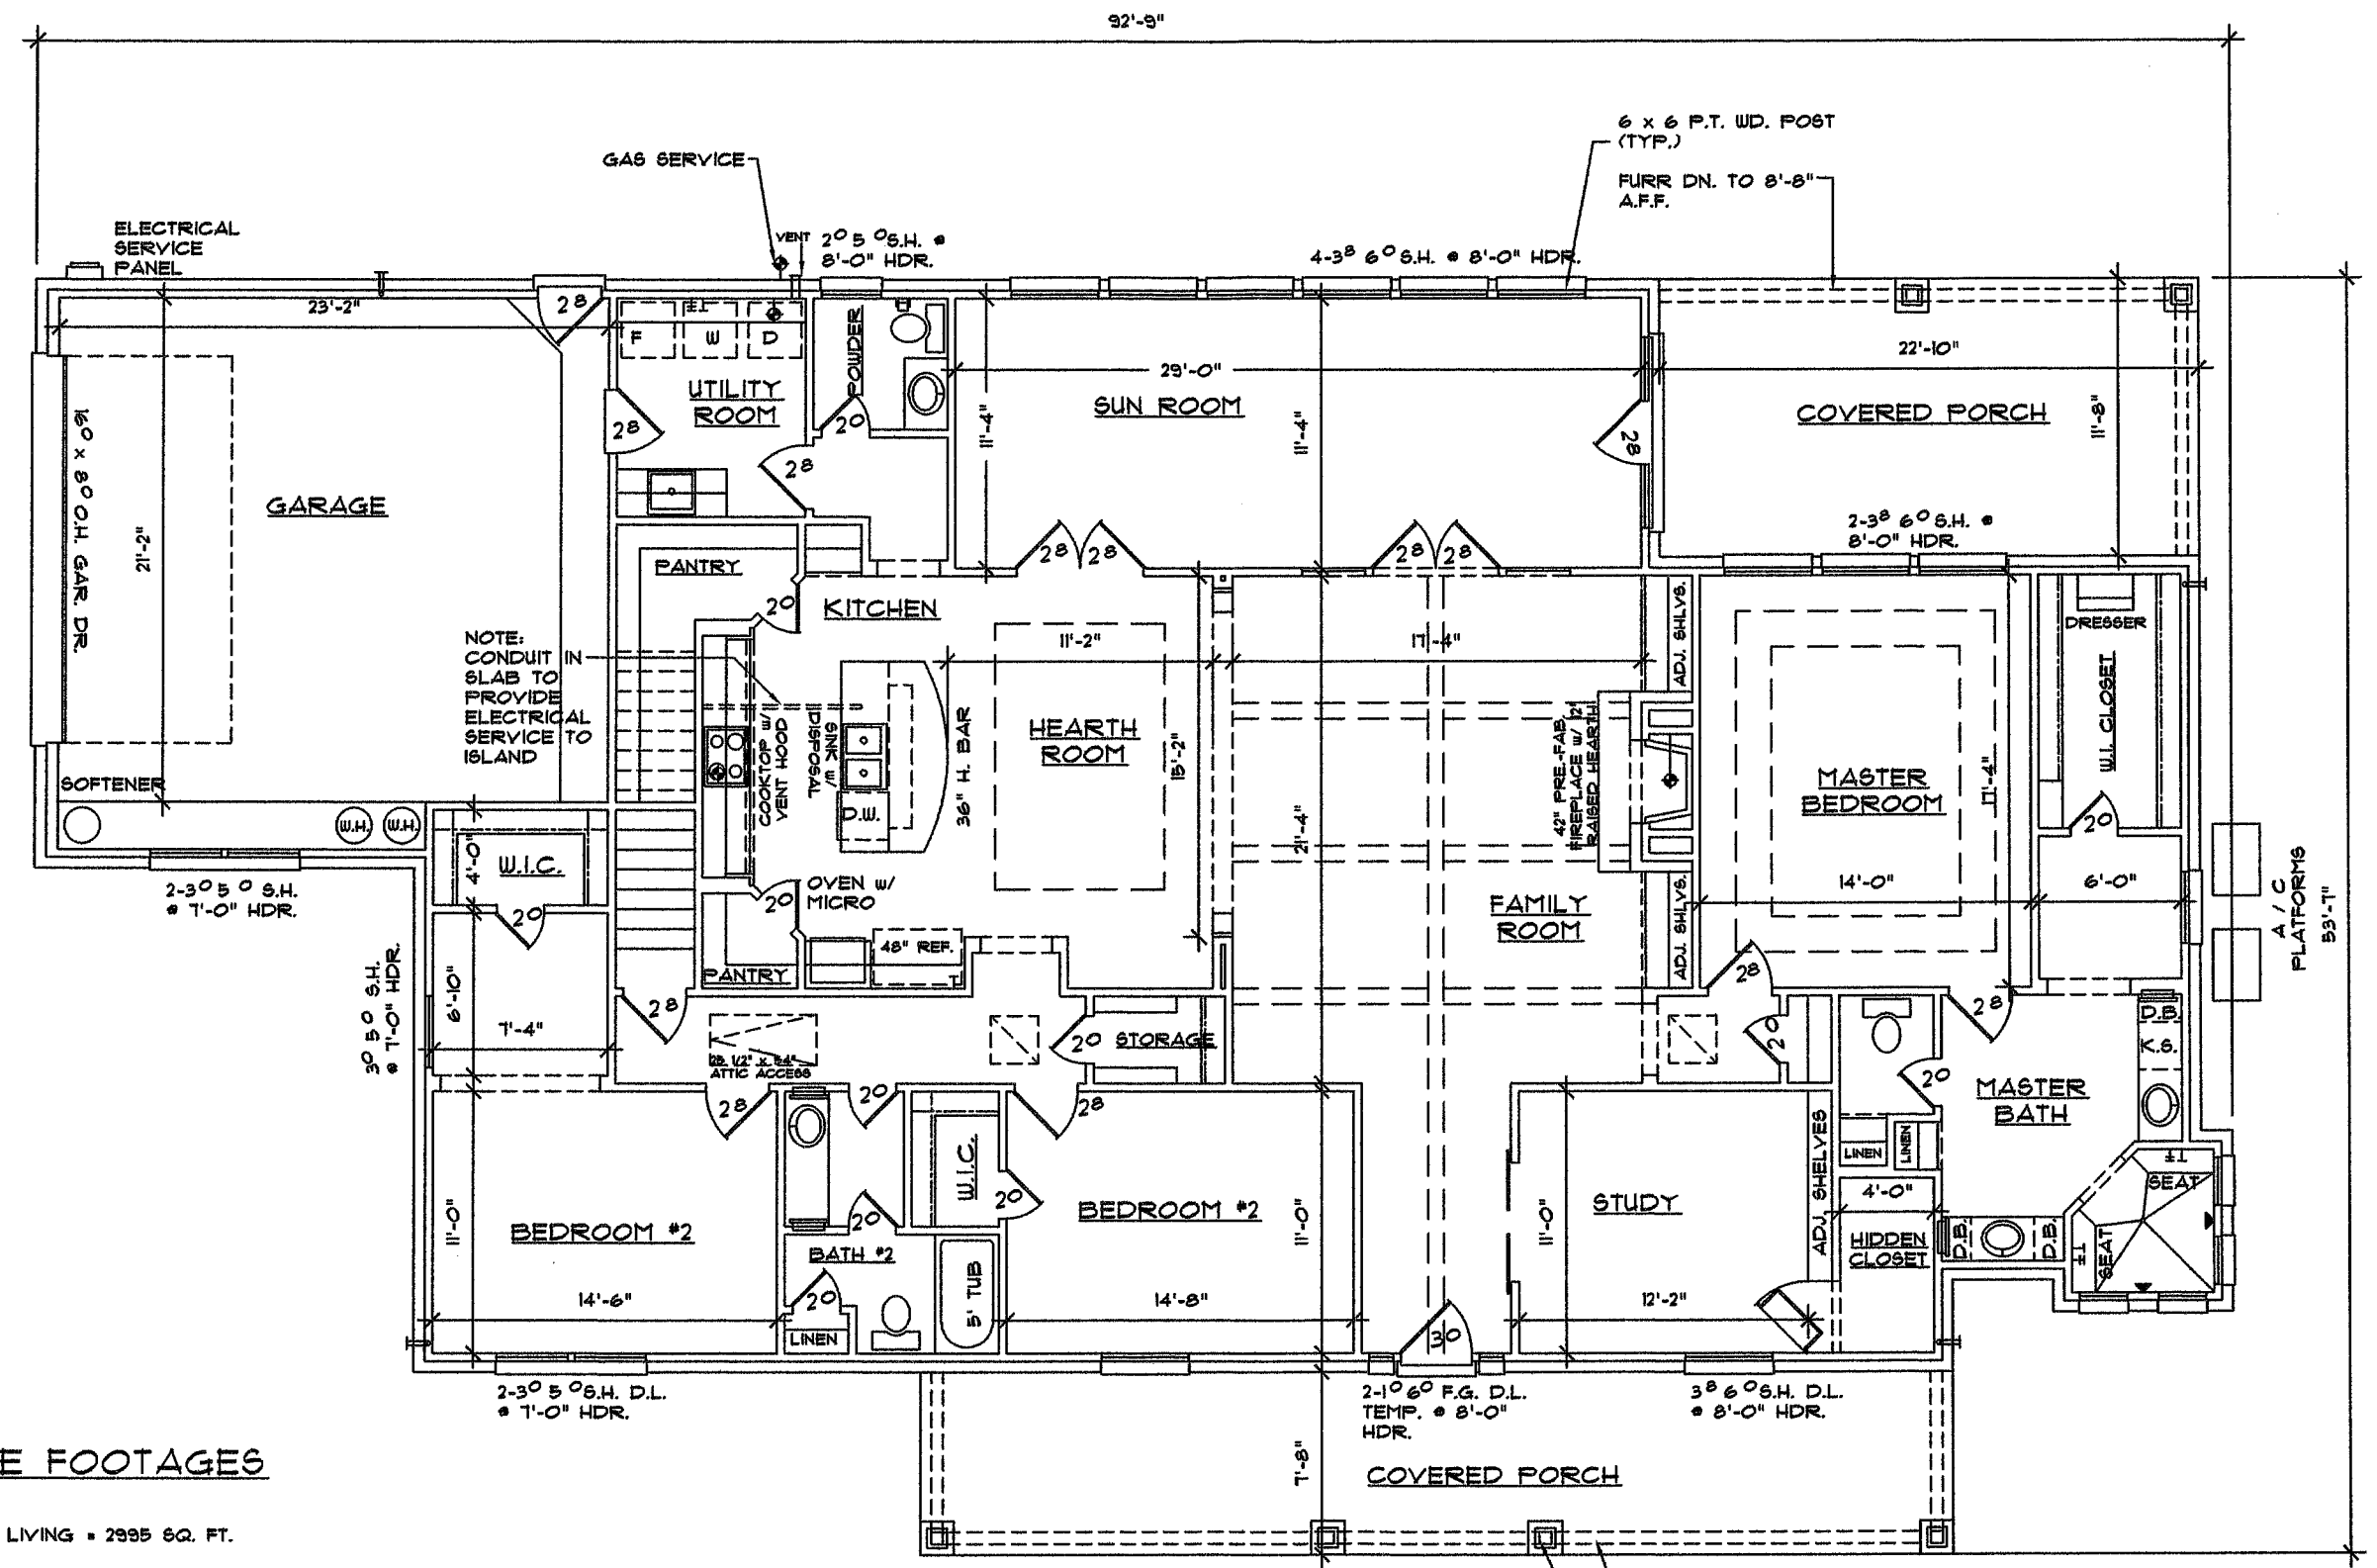 92'-9"
6 x 6 P.T. WD. POST
(TYP.)
GAS SERVICE
FURR DN. TO 8'-8"
A.F.F.
ELECTRICAL
SERVICE
PANEL
VENT
2⁰ 5⁰ S.H. @
8'-0" HDR.
4-3⁸ 6⁰ S.H. @ 8'-0" HDR.
23'-2"
2⁸
F
W
D
POWDER
UTILITY
ROOM
2⁸
2⁰
2⁸
29'-0"
SUN ROOM
11'-4"
11'-4"
2⁸
22'-10"
COVERED PORCH
11'-8"
16⁰ x 8⁰ O.H. GAR. DR.
GARAGE
21'-2"
2⁸
2⁸
2⁸
2⁸
2-3⁸ 6⁰ S.H. @
8'-0" HDR.
PANTRY
2⁰
KITCHEN
11'-2"
17'-4"
ADJ. SHLVS.
DRESSER
W.I. CLOSET
NOTE:
CONDUIT IN
SLAB TO
PROVIDE
ELECTRICAL
SERVICE TO
ISLAND
COOKTOP
/w DN
VENT HOOD
SINK w/
DISPOSAL
D.W.
36" H. BAR
HEARTH
ROOM
15'-2"
21'-4"
42" PRE.-FAB.
FIREPLACE w/ 12"
RAISED HEARTH
MASTER
BEDROOM
17'-4"
2⁰
SOFTENER
W.H.
W.H.
4'-0"
W.I.C.
2⁰
2-3⁰ 5⁰ S.H.
@ 7'-0" HDR.
2⁰
OVEN w/
MICRO
48" REF.
PANTRY
FAMILY
ROOM
ADJ. SHLVS.
14'-0"
6'-0"
A / C
PLATFORMS
53'-7"
3⁰ 5⁰ S.H.
@ 7'-0" HDR.
6'-10"
7'-4"
2⁸
25 1/2" x 54"
ATTIC ACCESS
2⁰
STORAGE
2⁸
2⁰
2⁸
D.B.
K.S.
2⁸
2⁰
2⁸
2⁰
MASTER
BATH
LINEN
LINEN
11'-0"
BEDROOM #2
W.I.C.
2⁰
2⁰
BATH #2
BEDROOM #2
11'-0"
11'-0"
STUDY
ADJ. SHELVES
4'-0"
HIDDEN
CLOSET
D.B.
D.B.
SEAT
SEAT
14'-6"
2⁰
LINEN
5' TUB
14'-8"
3⁰
12'-2"
2-3⁰ 5⁰ S.H. D.L.
@ 7'-0" HDR.
2-1⁰ 6⁰ F.G. D.L.
TEMP. @ 8'-0"
HDR.
3⁸ 6⁰ S.H. D.L.
@ 8'-0" HDR.
7'-8"
COVERED PORCH
E FOOTAGES
LIVING = 2995 SQ. FT.